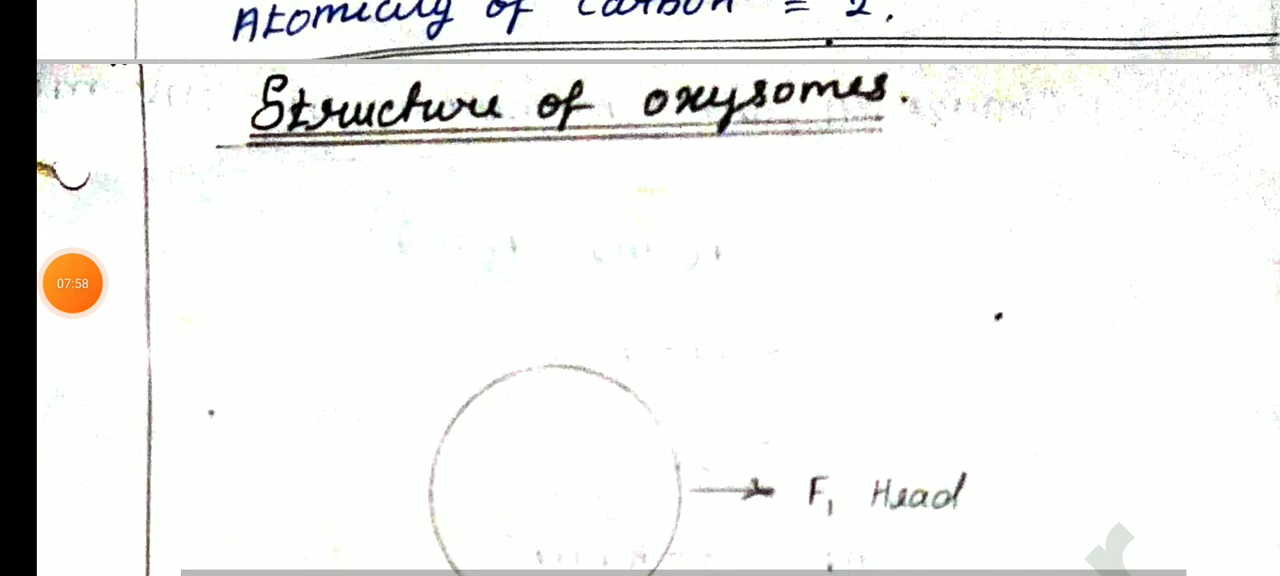 Atomicity of Carbon = 2.
Structure of oxysomes.
07:58
F1 Head